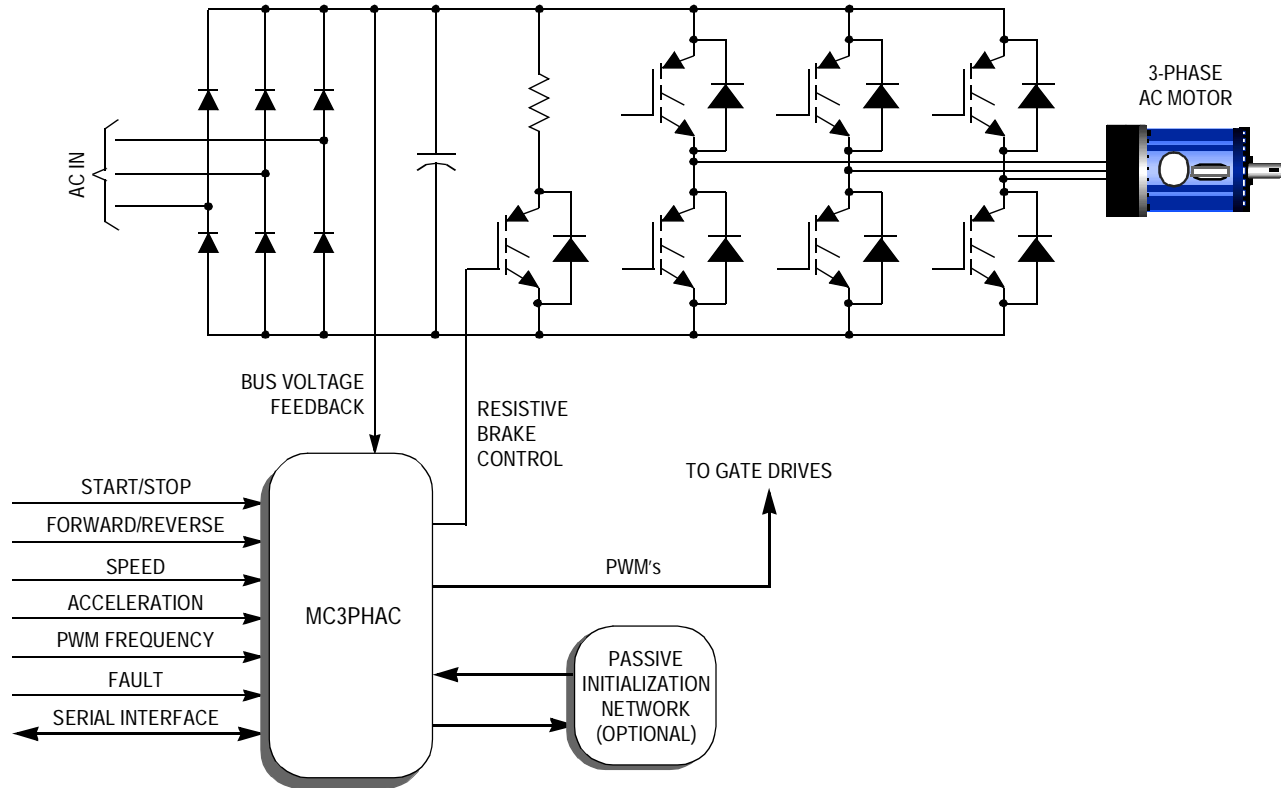 3-PHASE
AC MOTOR
AC IN
BUS VOLTAGE
FEEDBACK
RESISTIVE
BRAKE
CONTROL
TO GATE DRIVES
START/STOP
FORWARD/REVERSE
SPEED
ACCELERATION
PWM FREQUENCY
FAULT
SERIAL INTERFACE
MC3PHAC
PWM's
PASSIVE
INITIALIZATION
NETWORK
(OPTIONAL)